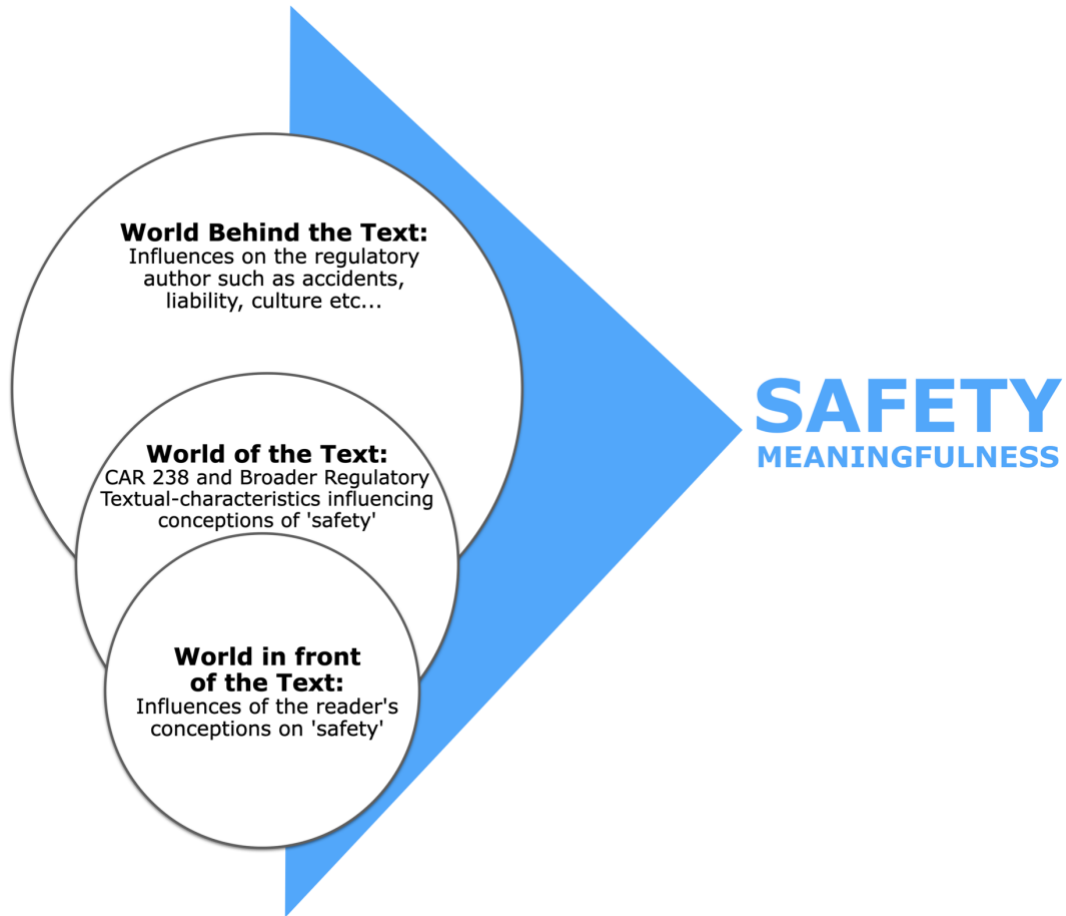 World Behind the Text:
Influences on the regulatory
author such as accidents,
liability, culture etc...
World of the Text:
CAR 238 and Broader Regulatory
Textual-characteristics influencing
conceptions of 'safety'
World in front
of the Text:
Influences of the reader's
conceptions on 'safety'
SAFETY
MEANINGFULNESS